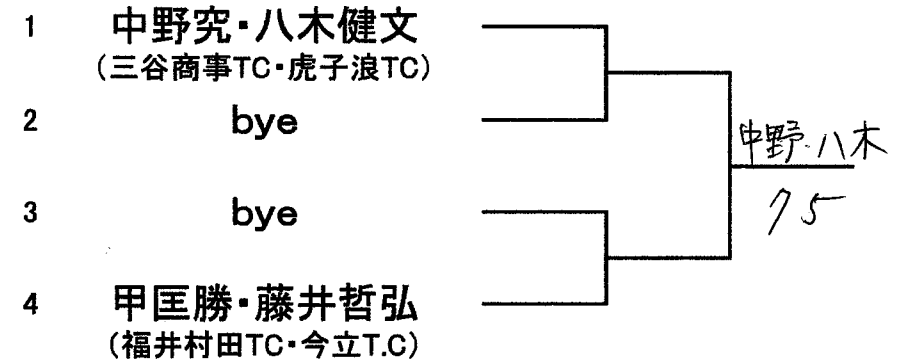 1 中野究・八木健文
(三谷商事TC・虎子浪TC)
2 bye
中野・八木
7 5
3 bye
4 甲匡勝・藤井哲弘
(福井村田TC・今立T.C)